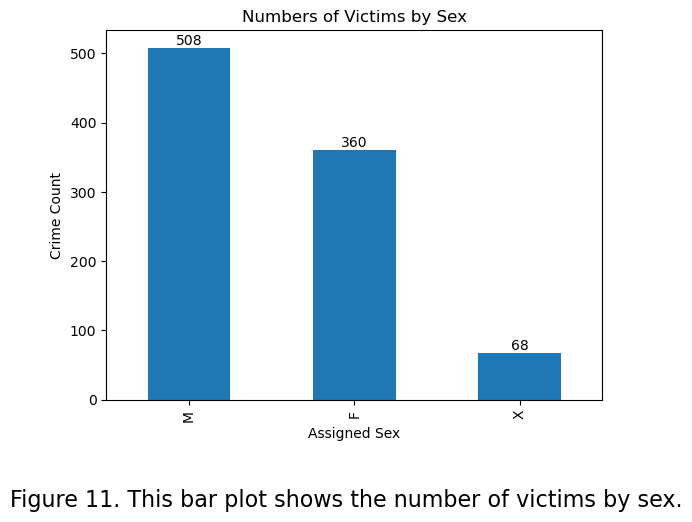 Numbers of Victims by Sex
508
500
400
360
300
200
100
68
0
Crime Count
M
F
X
Assigned Sex
Figure 11. This bar plot shows the number of victims by sex.